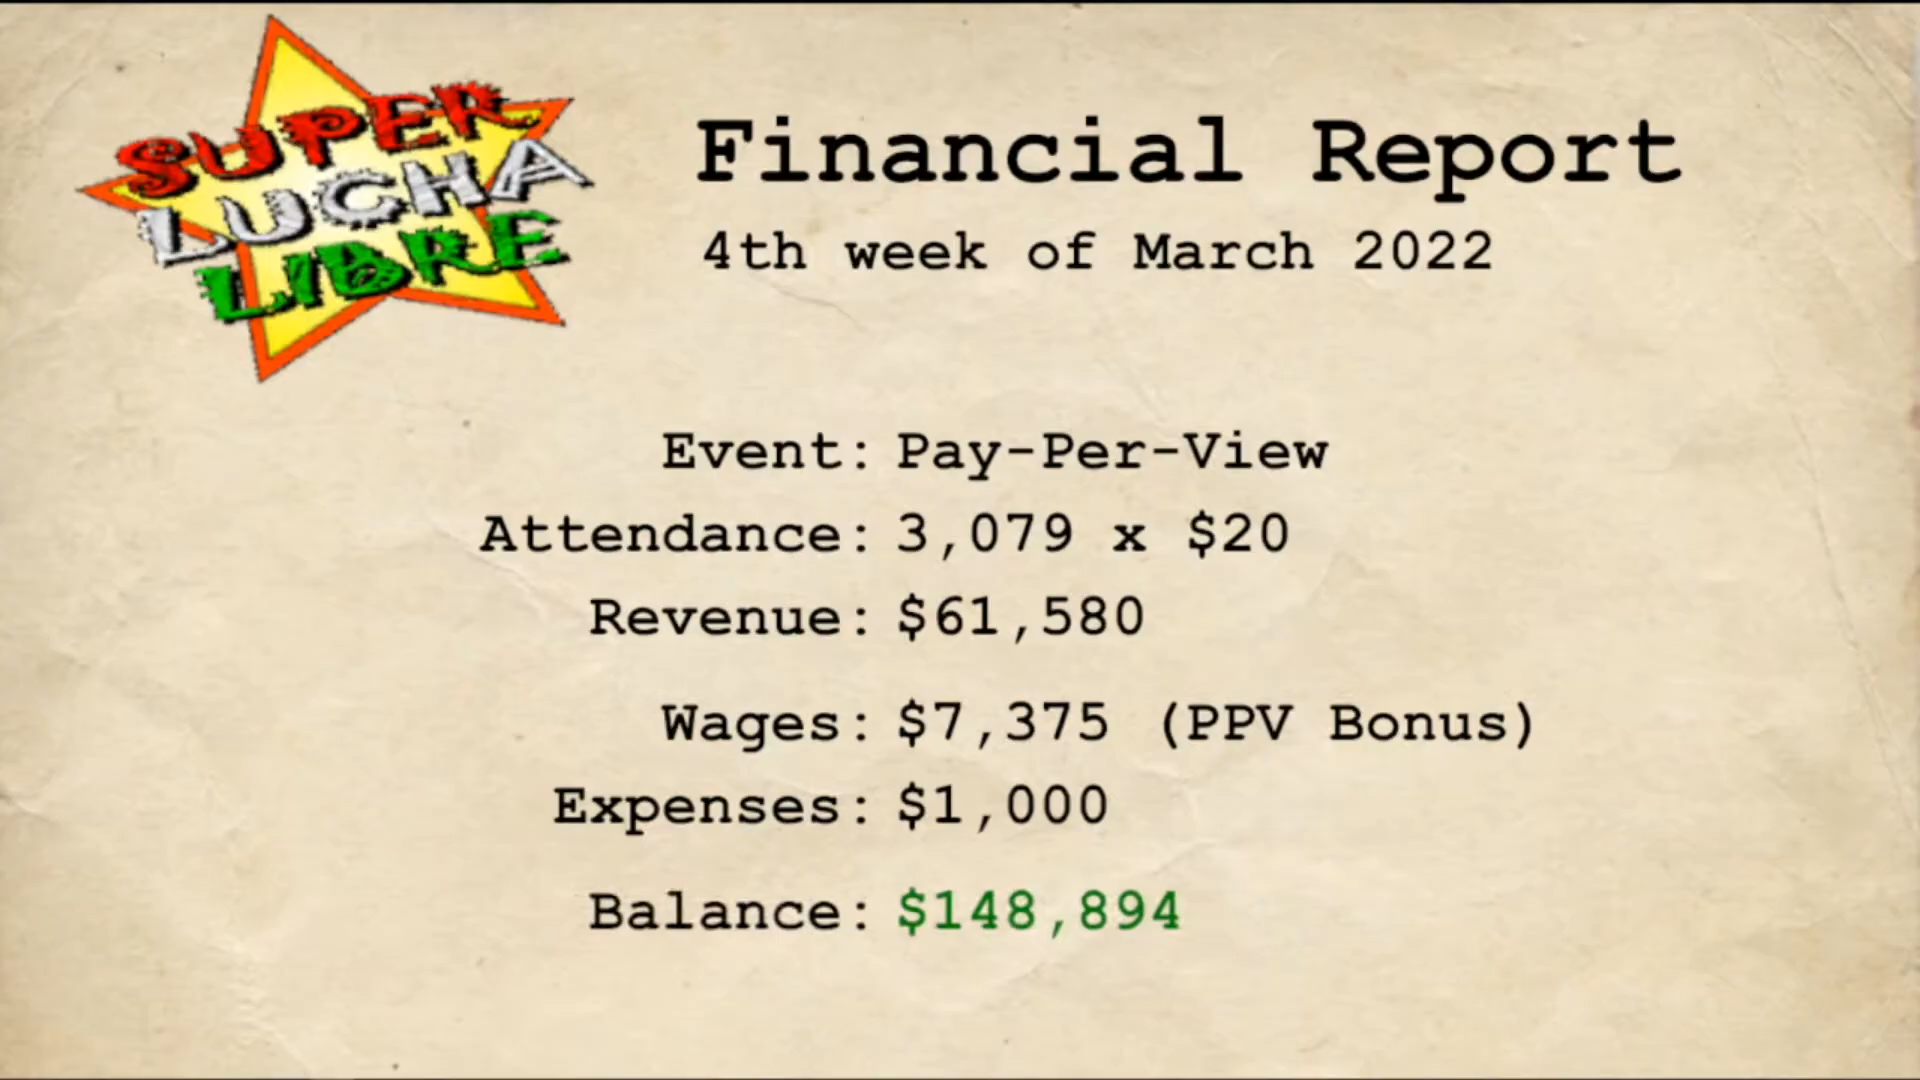 SUPER
LUCHA
LIBRE
Financial Report
4th week of March 2022
Event: Pay-Per-View
Attendance: 3,079 x $20
Revenue: $61,580
Wages: $7,375 (PPV Bonus)
Expenses: $1,000
Balance: $148,894